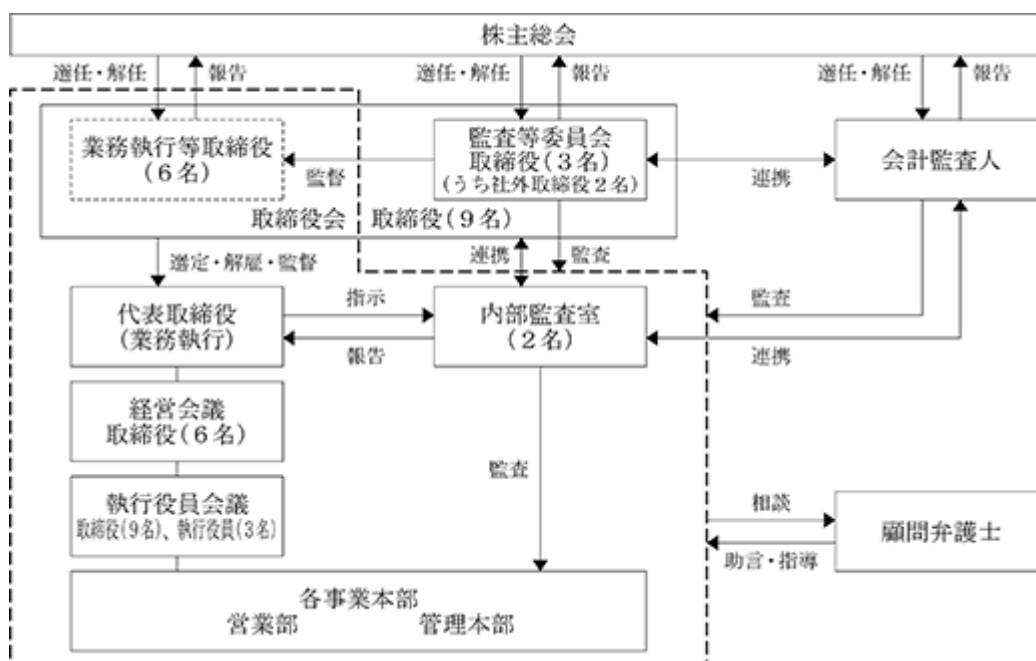 株主総会
選任・解任
報告
選任・解任
報告
選任・解任
報告
業務執行等取締役
(6名)
監督
監査等委員会
取締役(3名)
(うち社外取締役2名)
連携
会計監査人
取締役会
取締役(9名)
選定・解雇・監督
連携
監査
代表取締役
(業務執行)
指示
報告
内部監査室
(2名)
監査
連携
経営会議
取締役(6名)
監査
執行役員会議
取締役(9名)、執行役員(3名)
相談
助言・指導
顧問弁護士
各事業本部
営業部
管理本部